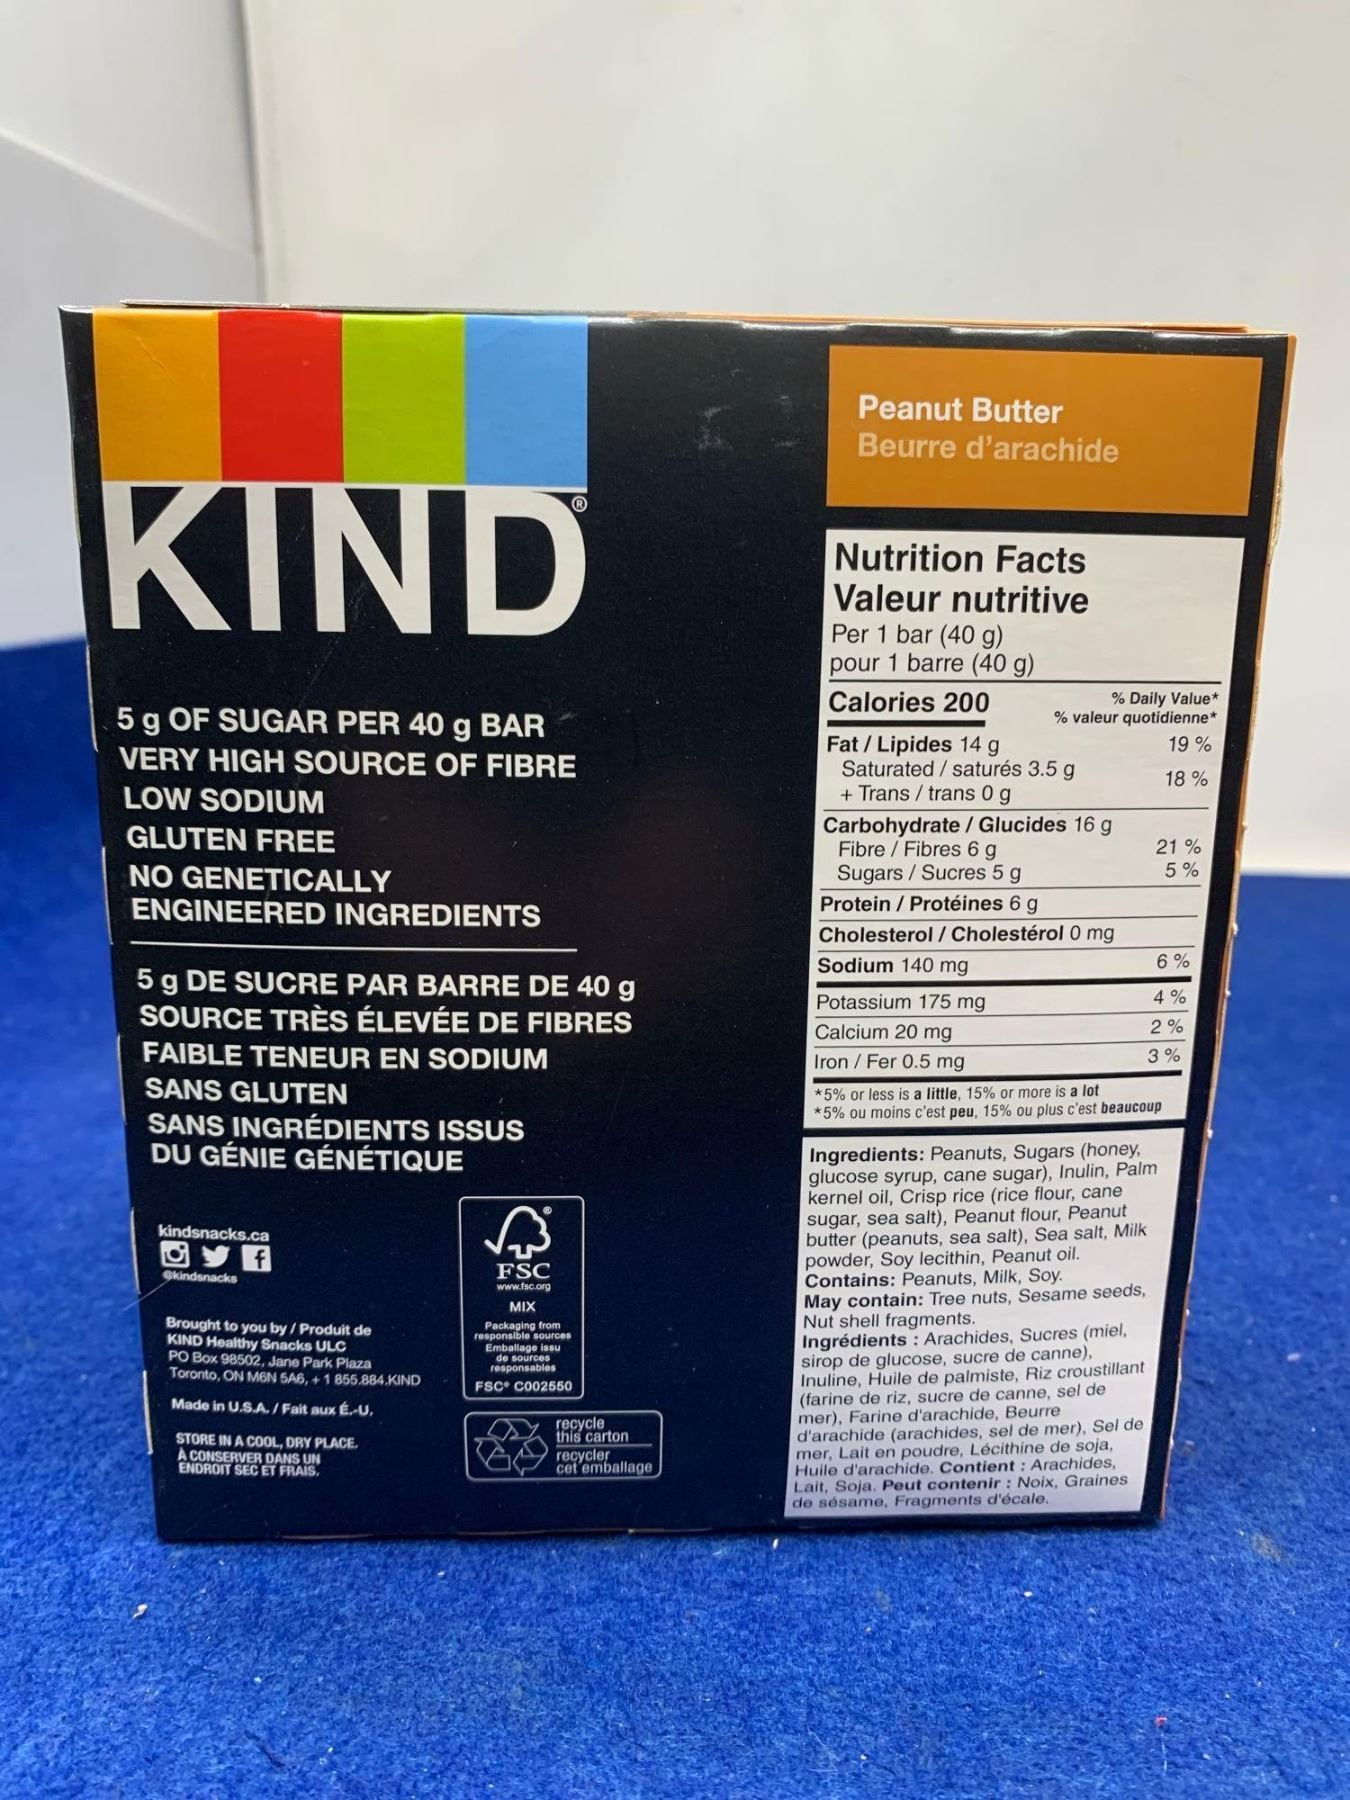 KIND®
5 g OF SUGAR PER 40 g BAR
VERY HIGH SOURCE OF FIBRE
LOW SODIUM
GLUTEN FREE
NO GENETICALLY
ENGINEERED INGREDIENTS
5 g DE SUCRE PAR BARRE DE 40 g
SOURCE TRÈS ÉLEVÉE DE FIBRES
FAIBLE TENEUR EN SODIUM
SANS GLUTEN
SANS INGRÉDIENTS ISSUS
DU GÉNIE GÉNÉTIQUE
kindsnacks.ca
@kindsnacks
Brought to you by / Produit de
KIND Healthy Snacks ULC
PO Box 98502, Jane Park Plaza
Toronto, ON M6N 5A6, + 1 855.884.KIND
Made in U.S.A. / Fait aux É.-U.
STORE IN A COOL, DRY PLACE.
À CONSERVER DANS UN
ENDROIT SEC ET FRAIS.
®
FSC
www.fsc.org
MIX
Packaging from
responsible sources
Emballage issu
de sources
responsables
FSC® C002550
recycle
this carton
recycler
cet emballage
Peanut Butter
Beurre d'arachide
Nutrition Facts
Valeur nutritive
Per 1 bar (40 g)
pour 1 barre (40 g)
Calories 200 % Daily Value*
% valeur quotidienne*
Fat / Lipides 14 g 19 %
Saturated / saturés 3.5 g 18 %
+ Trans / trans 0 g
Carbohydrate / Glucides 16 g
Fibre / Fibres 6 g 21 %
Sugars / Sucres 5 g 5 %
Protein / Protéines 6 g
Cholesterol / Cholestérol 0 mg
Sodium 140 mg 6 %
Potassium 175 mg 4 %
Calcium 20 mg 2 %
Iron / Fer 0.5 mg 3 %
*5% or less is a little, 15% or more is a lot
*5% ou moins c'est peu, 15% ou plus c'est beaucoup
Ingredients: Peanuts, Sugars (honey,
glucose syrup, cane sugar), Inulin, Palm
kernel oil, Crisp rice (rice flour, cane
sugar, sea salt), Peanut flour, Peanut
butter (peanuts, sea salt), Sea salt, Milk
powder, Soy lecithin, Peanut oil.
Contains: Peanuts, Milk, Soy.
May contain: Tree nuts, Sesame seeds,
Nut shell fragments.
Ingrédients : Arachides, Sucres (miel,
sirop de glucose, sucre de canne),
Inuline, Huile de palmiste, Riz croustillant
(farine de riz, sucre de canne, sel de
mer), Farine d'arachide, Beurre
d'arachide (arachides, sel de mer), Sel de
mer, Lait en poudre, Lécithine de soja,
Huile d'arachide. Contient : Arachides,
Lait, Soja. Peut contenir : Noix, Graines
de sésame, Fragments d'écale.